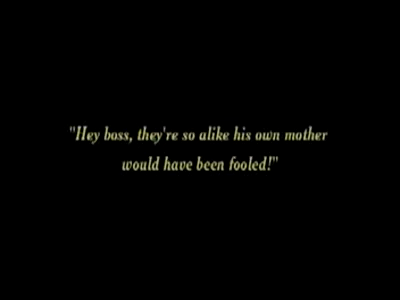 "Hey boss, they're so alike his own mother
would have been fooled!"